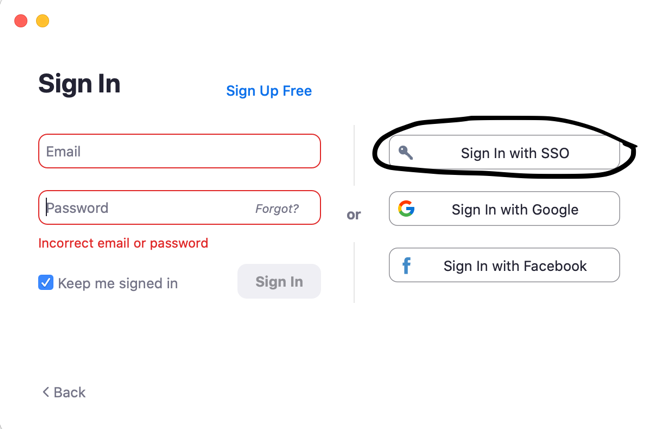 Sign In
Sign Up Free
Email
Password
Forgot?
Incorrect email or password
Keep me signed in
Sign In
or
Sign In with SSO
Sign In with Google
Sign In with Facebook
Back